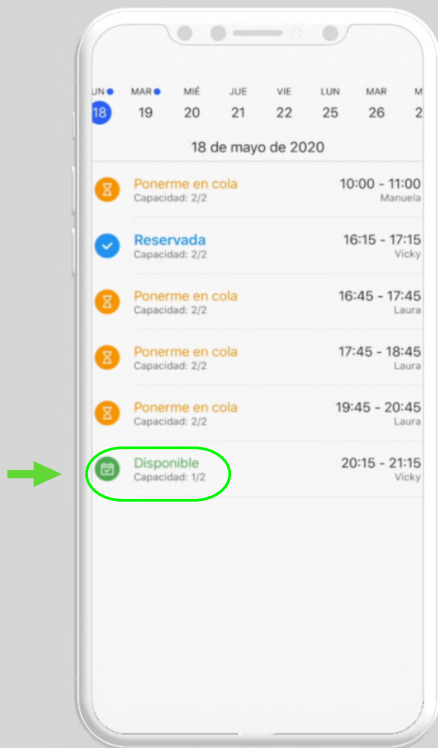 UN MAR MIÉ JUE VIE LUN MAR M
18 19 20 21 22 25 26 2
18 de mayo de 2020
Ponerme en cola 10:00 - 11:00
Capacidad: 2/2 Manuela
Reservada 16:15 - 17:15
Capacidad: 2/2 Vicky
Ponerme en cola 16:45 - 17:45
Capacidad: 2/2 Laura
Ponerme en cola 17:45 - 18:45
Capacidad: 2/2 Laura
Ponerme en cola 19:45 - 20:45
Capacidad: 2/2 Laura
Disponible 20:15 - 21:15
Capacidad: 1/2 Vicky